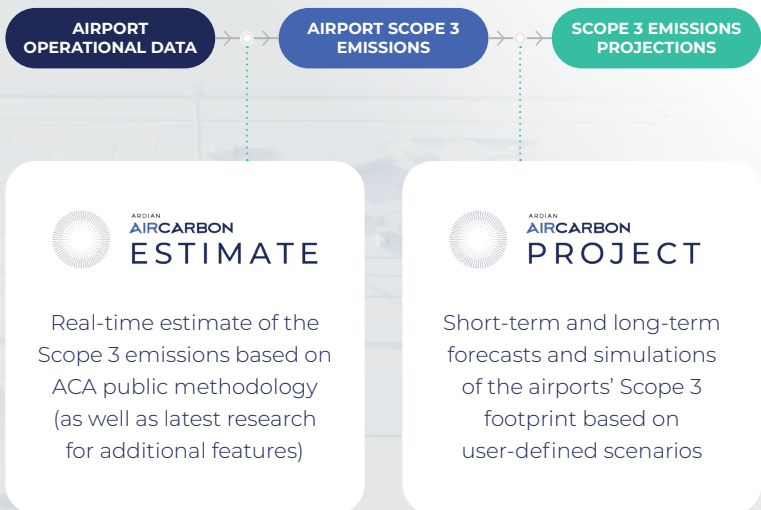 AIRPORT
OPERATIONAL DATA
AIRPORT SCOPE 3
EMISSIONS
SCOPE 3 EMISSIONS
PROJECTIONS
ARDIAN
AIRCARBON
ESTIMATE
Real-time estimate of the
Scope 3 emissions based on
ACA public methodology
(as well as latest research
for additional features)
ARDIAN
AIRCARBON
PROJECT
Short-term and long-term
forecasts and simulations
of the airports’ Scope 3
footprint based on
user-defined scenarios